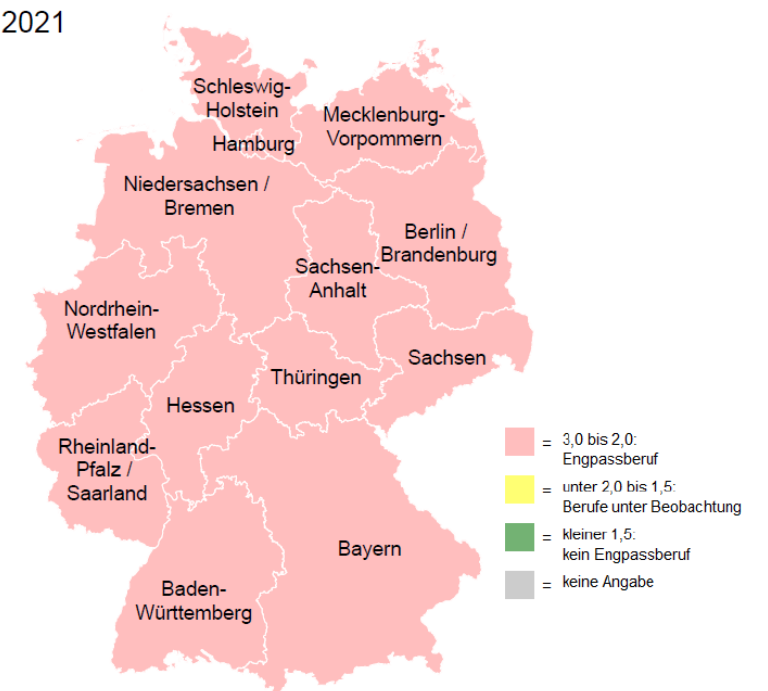 2021
Schleswig-
Holstein
Mecklenburg-
Vorpommern
Hamburg
Niedersachsen /
Bremen
Berlin /
Brandenburg
Sachsen-
Anhalt
Nordrhein-
Westfalen
Sachsen
Thüringen
Hessen
Rheinland-
Pfalz /
Saarland
Bayern
Baden-
Württemberg
= 3,0 bis 2,0:
Engpassberuf
= unter 2,0 bis 1,5:
Berufe unter Beobachtung
= kleiner 1,5:
kein Engpassberuf
= keine Angabe